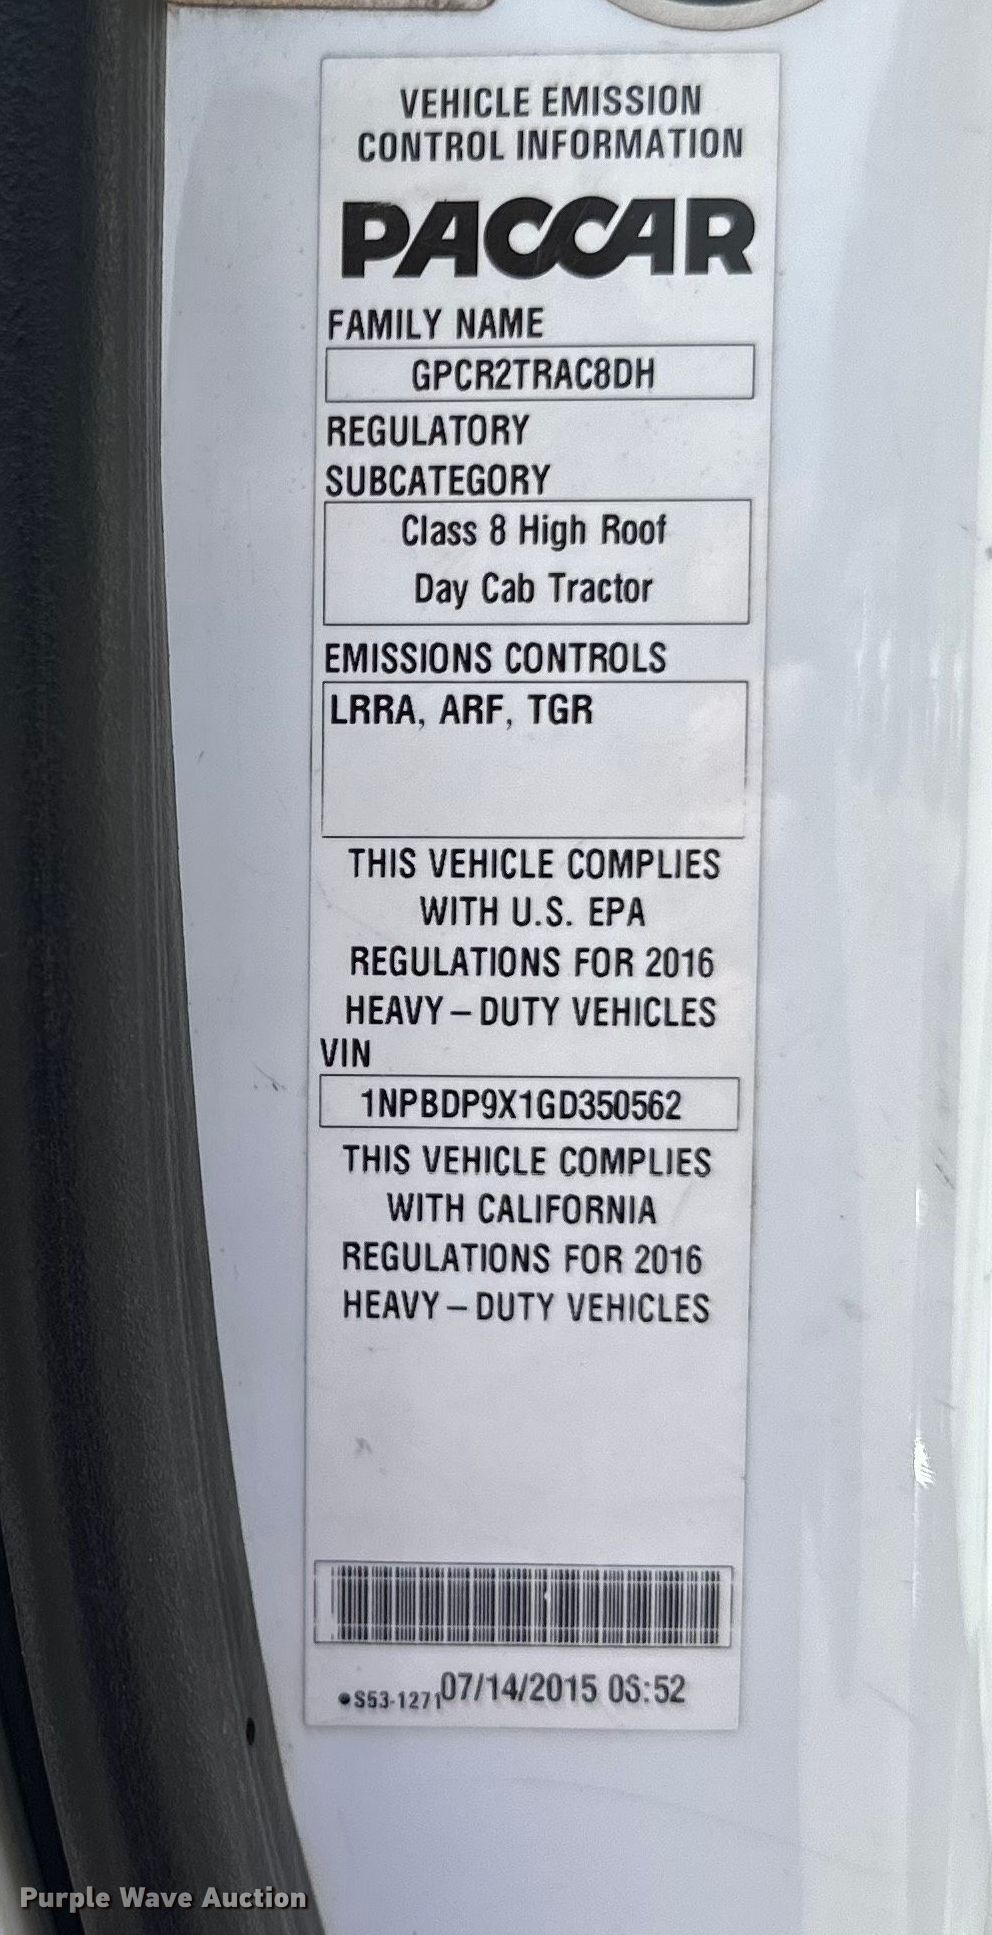 VEHICLE EMISSION
CONTROL INFORMATION
PACCAR
FAMILY NAME
GPCR2TRAC8DH
REGULATORY
SUBCATEGORY
Class 8 High Roof
Day Cab Tractor
EMISSIONS CONTROLS
LRRA, ARF, TGR
THIS VEHICLE COMPLIES
WITH U.S. EPA
REGULATIONS FOR 2016
HEAVY – DUTY VEHICLES
VIN
1NPBDP9X1GD350562
THIS VEHICLE COMPLIES
WITH CALIFORNIA
REGULATIONS FOR 2016
HEAVY – DUTY VEHICLES
•S53-1271 07/14/2015
Purple Wave Auction